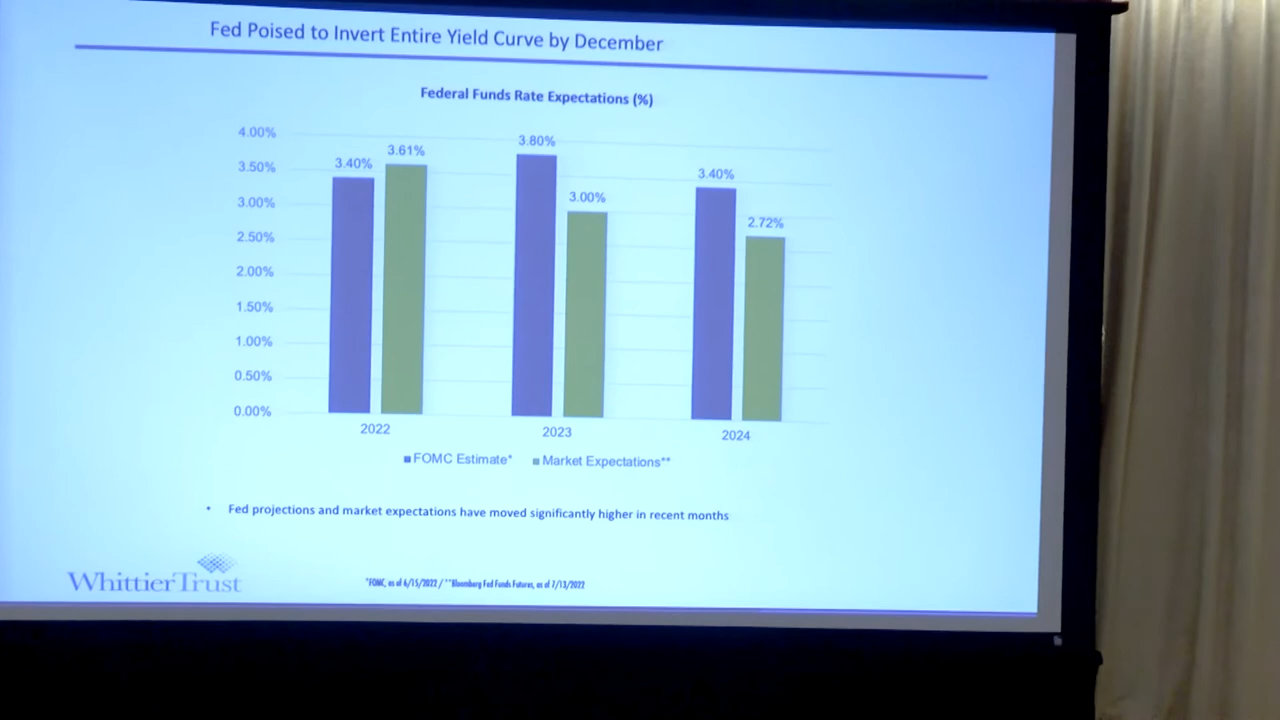 Fed Poised to Invert Entire Yield Curve by December
Federal Funds Rate Expectations (%)
4.00%
3.50%
3.00%
2.50%
2.00%
1.50%
1.00%
0.50%
0.00%
3.40%
3.61%
3.80%
3.00%
3.40%
2.72%
2022
2023
2024
FOMC Estimate*
Market Expectations**
• Fed projections and market expectations have moved significantly higher in recent months
WhittierTrust
*FOMC, as of 6/15/2022 / **Bloomberg Fed Funds Futures, as of 7/13/2022